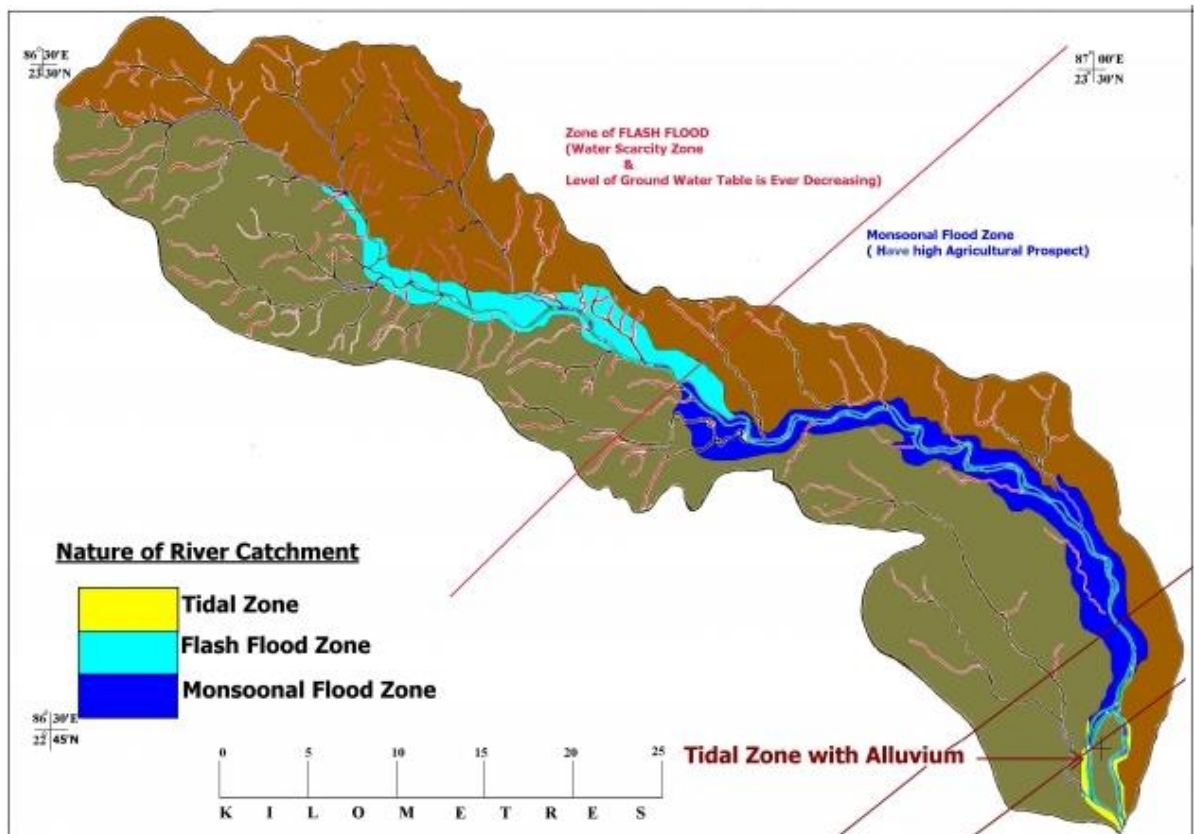 86° 30'E
23° 30'N
87° 00'E
23° 30'N
Zone of FLASH FLOOD
(Water Scarcity Zone
&
Level of Ground Water Table is Ever Decreasing)
Monsoonal Flood Zone
( Have high Agricultural Prospect)
Nature of River Catchment
Tidal Zone
Flash Flood Zone
Monsoonal Flood Zone
86° 30'E
22° 45'N
0 5 10 15 20 25
K I L O M E T R E S
Tidal Zone with Alluvium